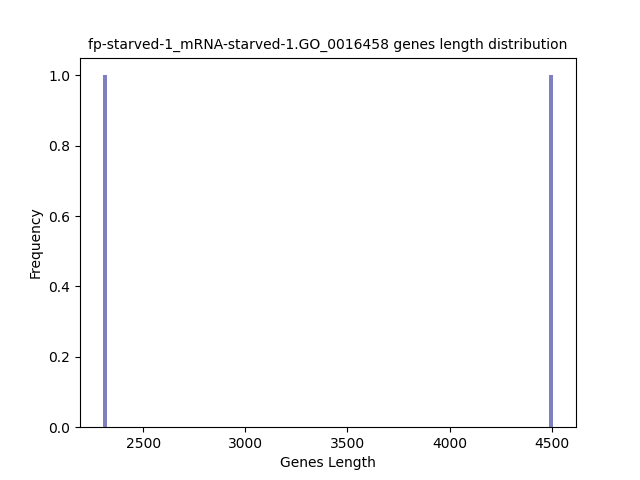 fp-starved-1_mRNA-starved-1.GO_0016458 genes length distribution
1.0
0.8
0.6
0.4
0.2
0.0
Frequency
2500 3000 3500 4000 4500
Genes Length